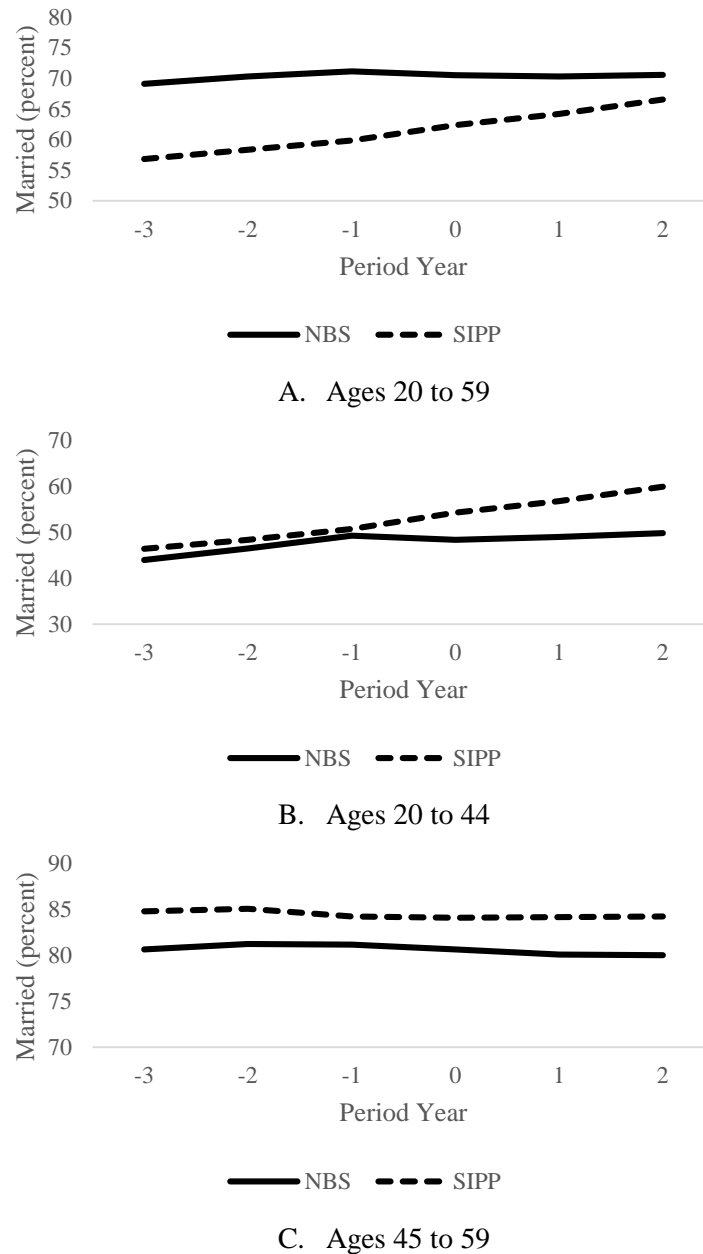 80
75
70
65
60
55
50
Married (percent)
-3 -2 -1 0 1 2
Period Year
NBS SIPP
A. Ages 20 to 59
70
60
50
40
30
Married (percent)
-3 -2 -1 0 1 2
Period Year
NBS SIPP
B. Ages 20 to 44
90
85
80
75
70
Married (percent)
-3 -2 -1 0 1 2
Period Year
NBS SIPP
C. Ages 45 to 59